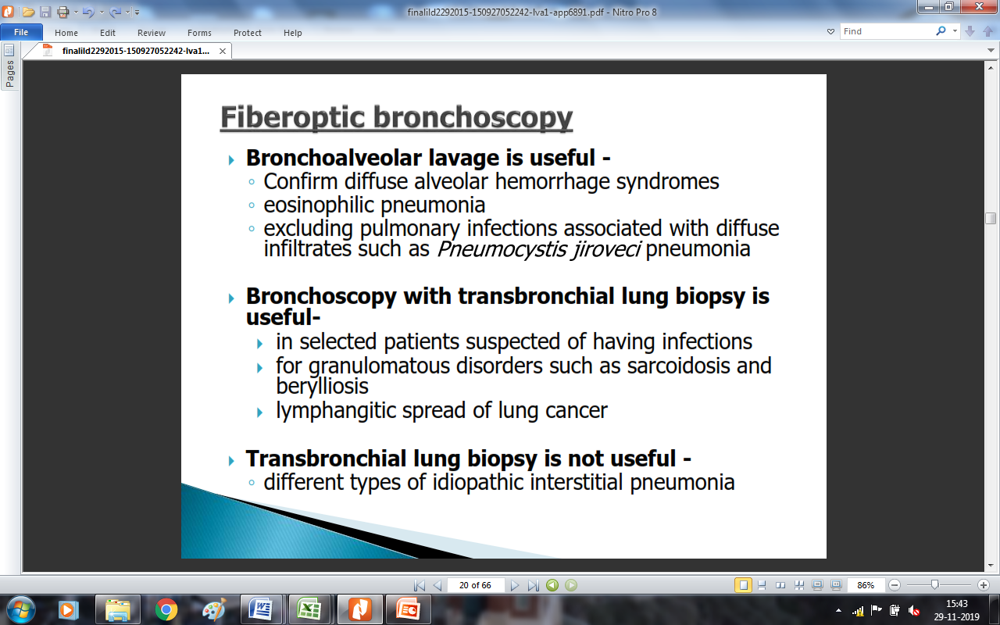 finalild2292015-150927052242-lva1-app6891.pdf - Nitro Pro 8
File Home Edit Review Forms Protect Help Find
finalild2292015-150927052242-lva1...
Pages
Fiberoptic bronchoscopy
Bronchoalveolar lavage is useful -
Confirm diffuse alveolar hemorrhage syndromes
eosinophilic pneumonia
excluding pulmonary infections associated with diffuse
infiltrates such as Pneumocystis jiroveci pneumonia
Bronchoscopy with transbronchial lung biopsy is
useful-
in selected patients suspected of having infections
for granulomatous disorders such as sarcoidosis and
berylliosis
lymphangitic spread of lung cancer
Transbronchial lung biopsy is not useful -
different types of idiopathic interstitial pneumonia
20 of 66 86%
15:43
29-11-2019